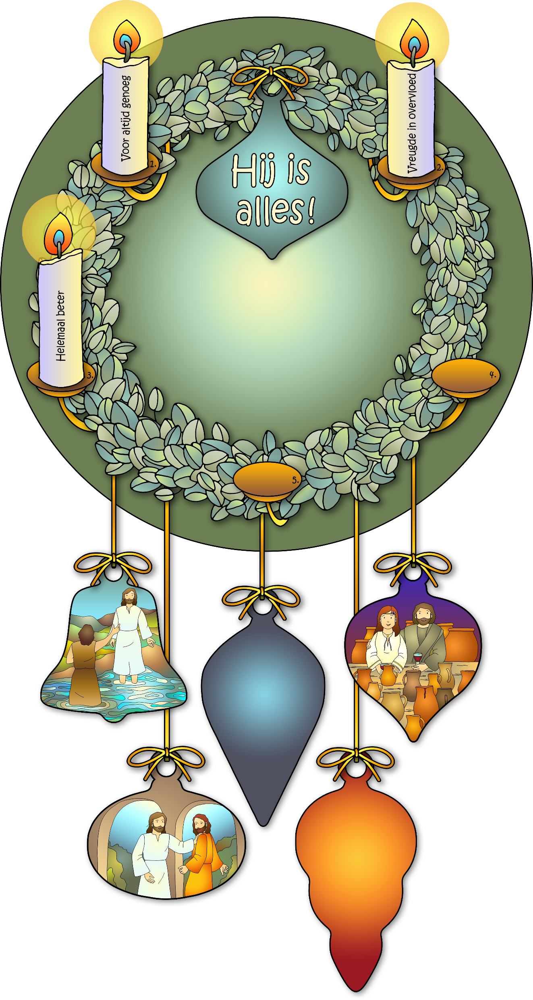 Voor altijd genoeg
1.
Vreugde in overvloed
2.
Hij is
alles!
Helemaal beter
3.
4.
5.